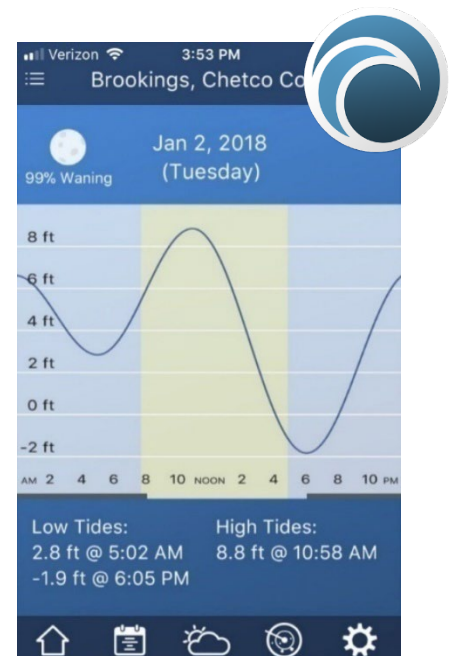 Verizon 3:53 PM
Brookings, Chetco Co
Jan 2, 2018
(Tuesday)
99% Waning
8 ft
6 ft
4 ft
2 ft
0 ft
-2 ft
AM 2 4 6 8 10 NOON 2 4 6 8 10 PM
Low Tides: High Tides:
2.8 ft @ 5:02 AM 8.8 ft @ 10:58 AM
-1.9 ft @ 6:05 PM